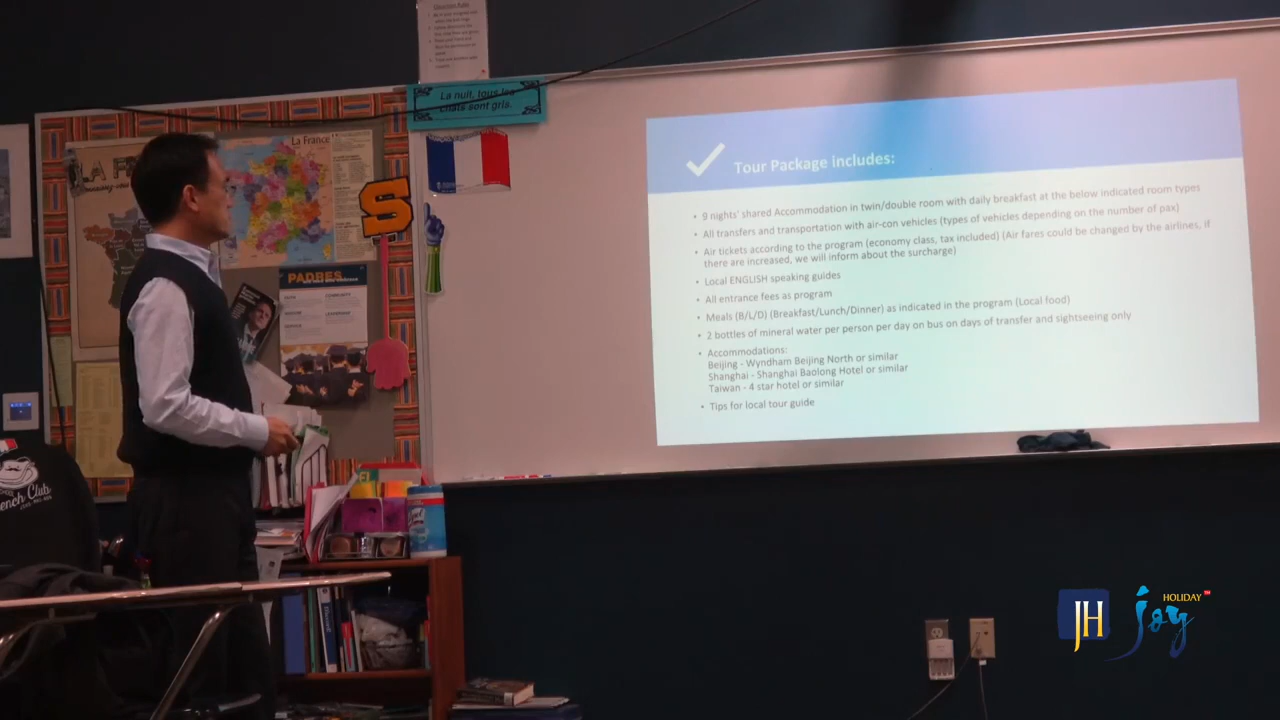 La nuit, tous les
chats sont gris.
La France
S
PADRES
Tour Package includes:
• 9 nights' shared Accommodation in twin/double room with daily breakfast at the below indicated room types
• All transfers and transportation with air-con vehicles (types of vehicles depending on the number of pax)
• Air tickets according to the program (economy class, tax included) (Air fares could be changed by the airlines, if
there are increased, we will inform about the surcharge)
• Local ENGLISH speaking guides
• All entrance fees as program
• Meals (B/L/D) (Breakfast/Lunch/Dinner) as indicated in the program (Local food)
• 2 bottles of mineral water per person per day on bus on days of transfer and sightseeing only
• Accommodations:
Beijing - Wyndham Beijing North or similar
Shanghai - Shanghai Baolong Hotel or similar
Taiwan - 4 star hotel or similar
• Tips for local tour guide
ench Club
JH
HOLIDAY™
joy